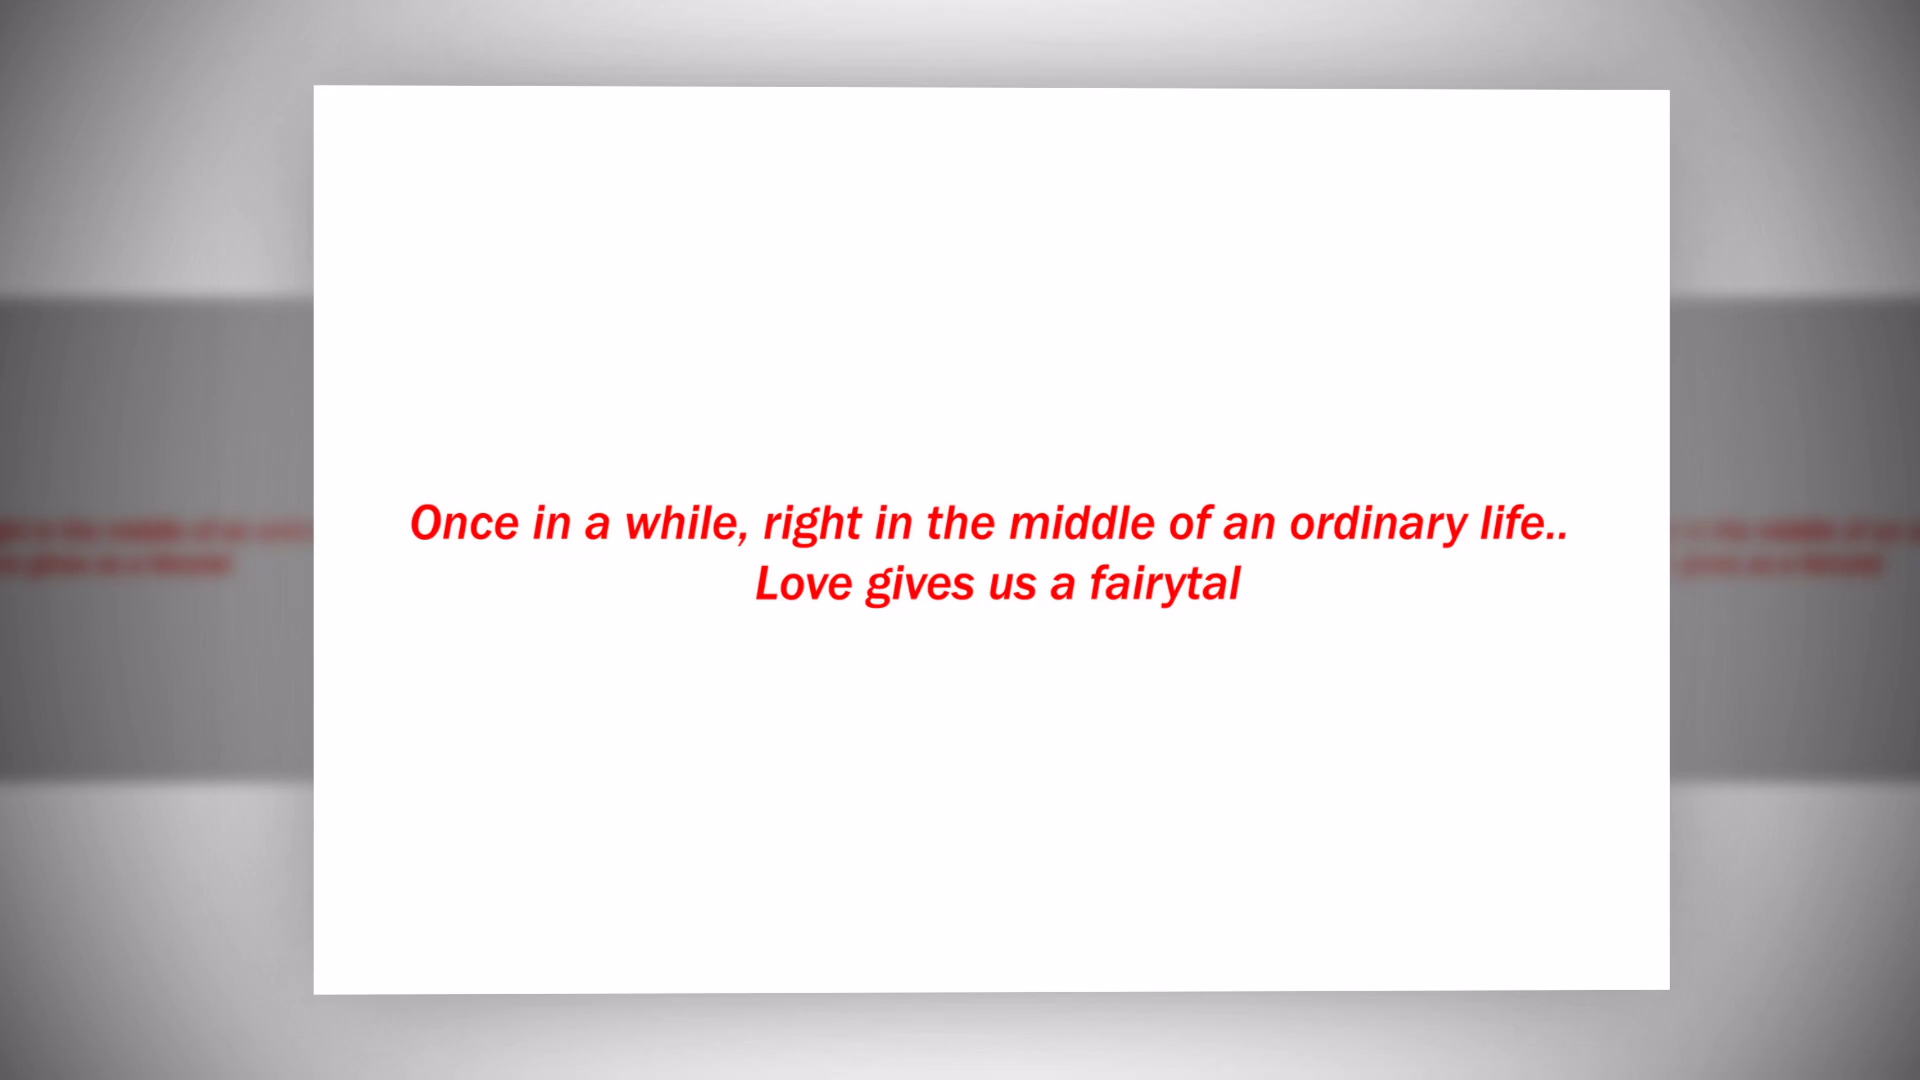 Once in a while, right in the middle of an ordinary life..
Love gives us a fairytal